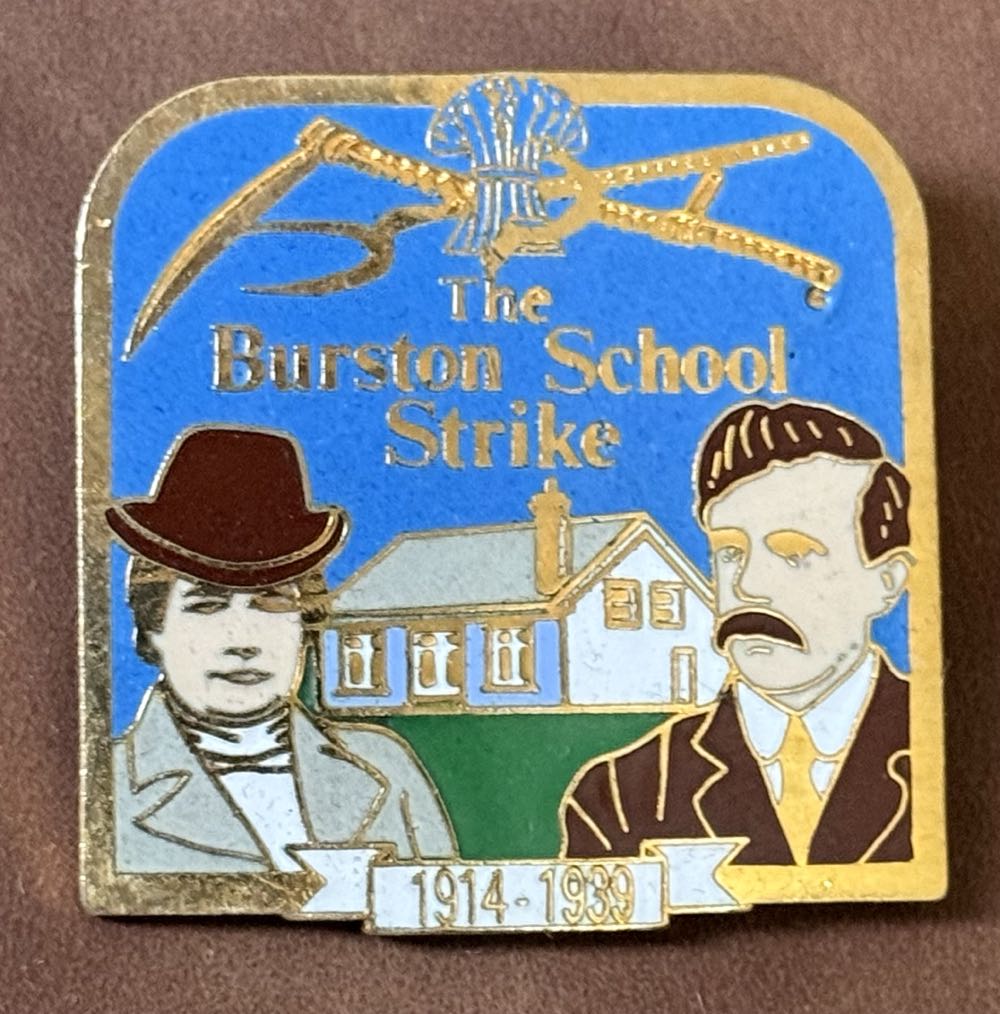 The
Burston School
Strike
1914-1939